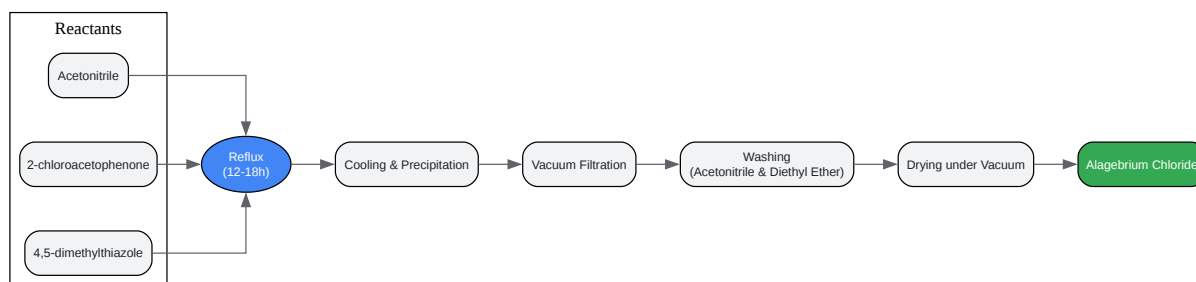 Reactants
Acetonitrile
2-chloroacetophenone
4,5-dimethylthiazole
Reflux
(12-18h)
Cooling & Precipitation
Vacuum Filtration
Washing
(Acetonitrile & Diethyl Ether)
Drying under Vacuum
Alagebrium Chloride